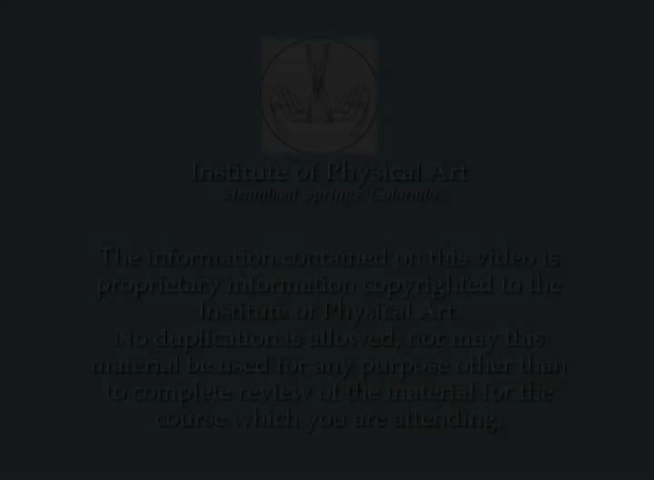 Institute of Physical Art
Steamboat Springs, Colorado
The information contained on this video is
proprietary information copyrighted to the
Institute of Physical Art.
No duplication is allowed, nor may this
material be used for any purpose other than
to complete review of the material for the
course which you are attending.